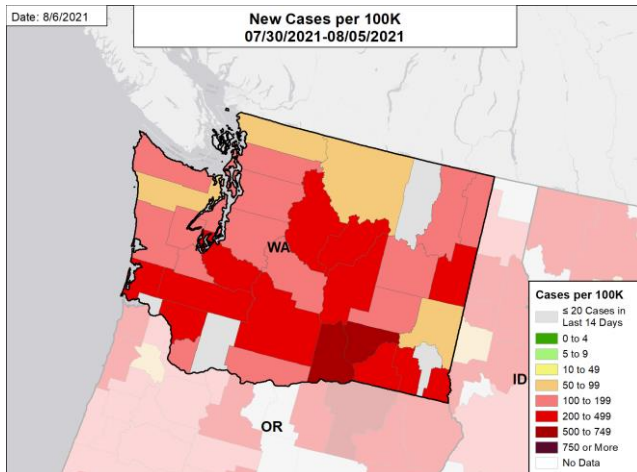 Date: 8/6/2021
New Cases per 100K
07/30/2021-08/05/2021
WA
OR
ID
Cases per 100K
≤ 20 Cases in
Last 14 Days
0 to 4
5 to 9
10 to 49
50 to 99
100 to 199
200 to 499
500 to 749
750 or More
No Data